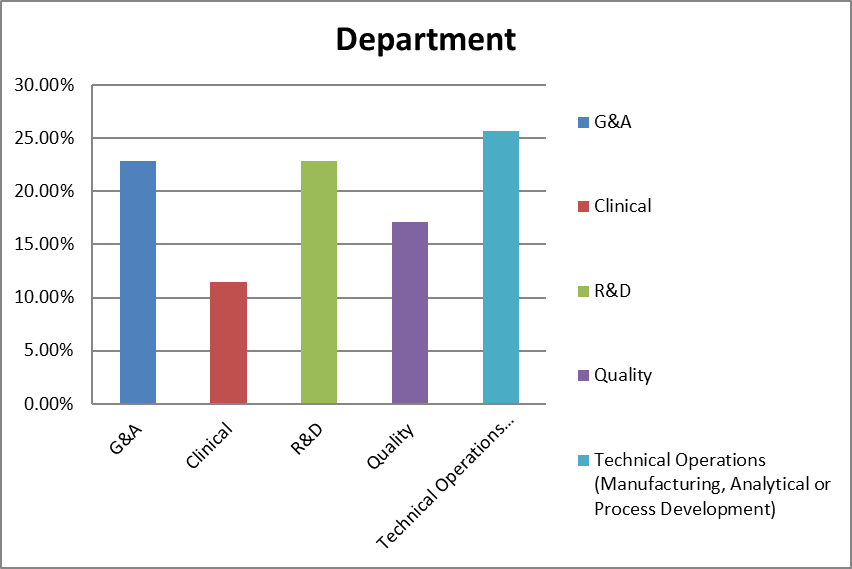 Department
30.00%
25.00%
20.00%
15.00%
10.00%
5.00%
0.00%
G&A
Clinical
R&D
Quality
Technical Operations...
G&A
Clinical
R&D
Quality
Technical Operations
(Manufacturing, Analytical or
Process Development)